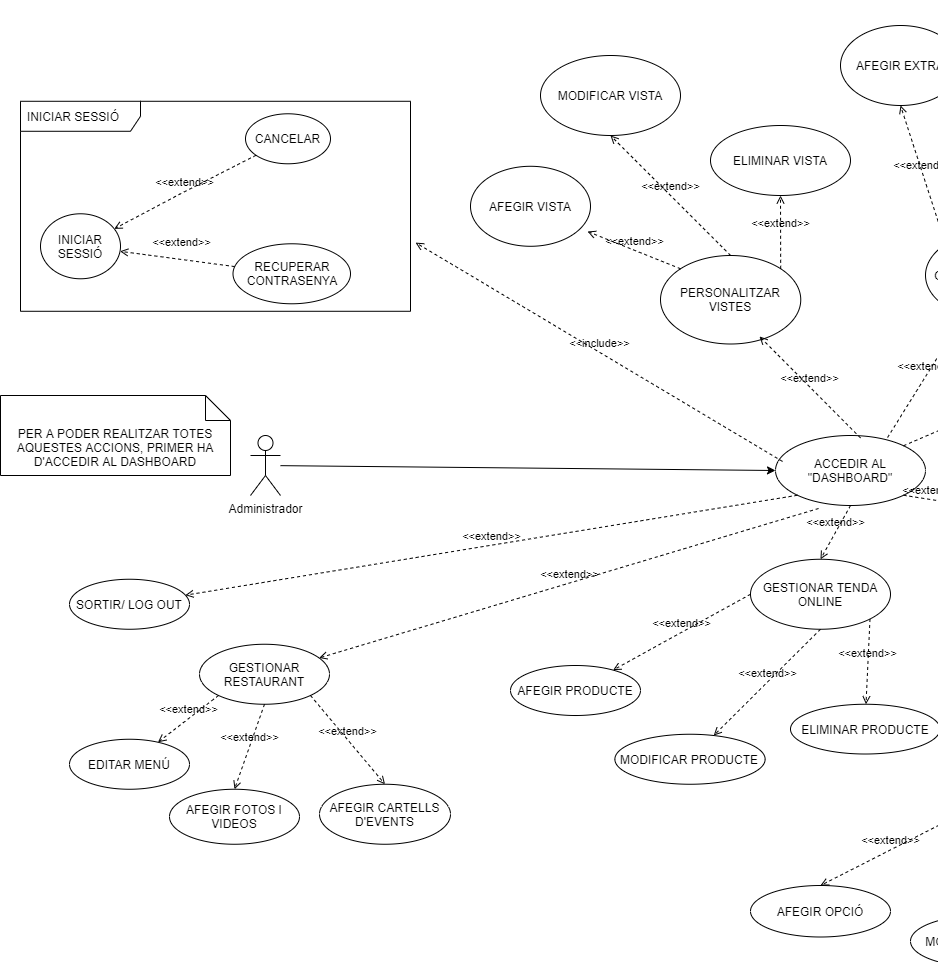 AFEGIR EXTRA
MODIFICAR VISTA
INICIAR SESSIÓ
CANCELAR
ELIMINAR VISTA
<<extend>>
<<extend>>
<<extend>>
AFEGIR VISTA
<<extend>>
INICIAR
SESSIÓ
<<extend>>
<<extend>>
RECUPERAR
CONTRASENYA
PERSONALITZAR
VISTES
<<include>>
<<exten
<<extend>>
PER A PODER REALITZAR TOTES
AQUESTES ACCIONS, PRIMER HA
D'ACCEDIR AL DASHBOARD
ACCEDIR AL
"DASHBOARD"
<<exten
Administrador
<<extend>>
<<extend>>
<<extend>>
SORTIR/ LOG OUT
GESTIONAR TENDA
ONLINE
<<extend>>
<<extend>>
GESTIONAR
RESTAURANT
<<extend>>
AFEGIR PRODUCTE
<<extend>>
<<extend>>
<<extend>>
ELIMINAR PRODUCTE
EDITAR MENÚ
MODIFICAR PRODUCTE
AFEGIR FOTOS I
VIDEOS
AFEGIR CARTELLS
D'EVENTS
<<extend>>
AFEGIR OPCIÓ